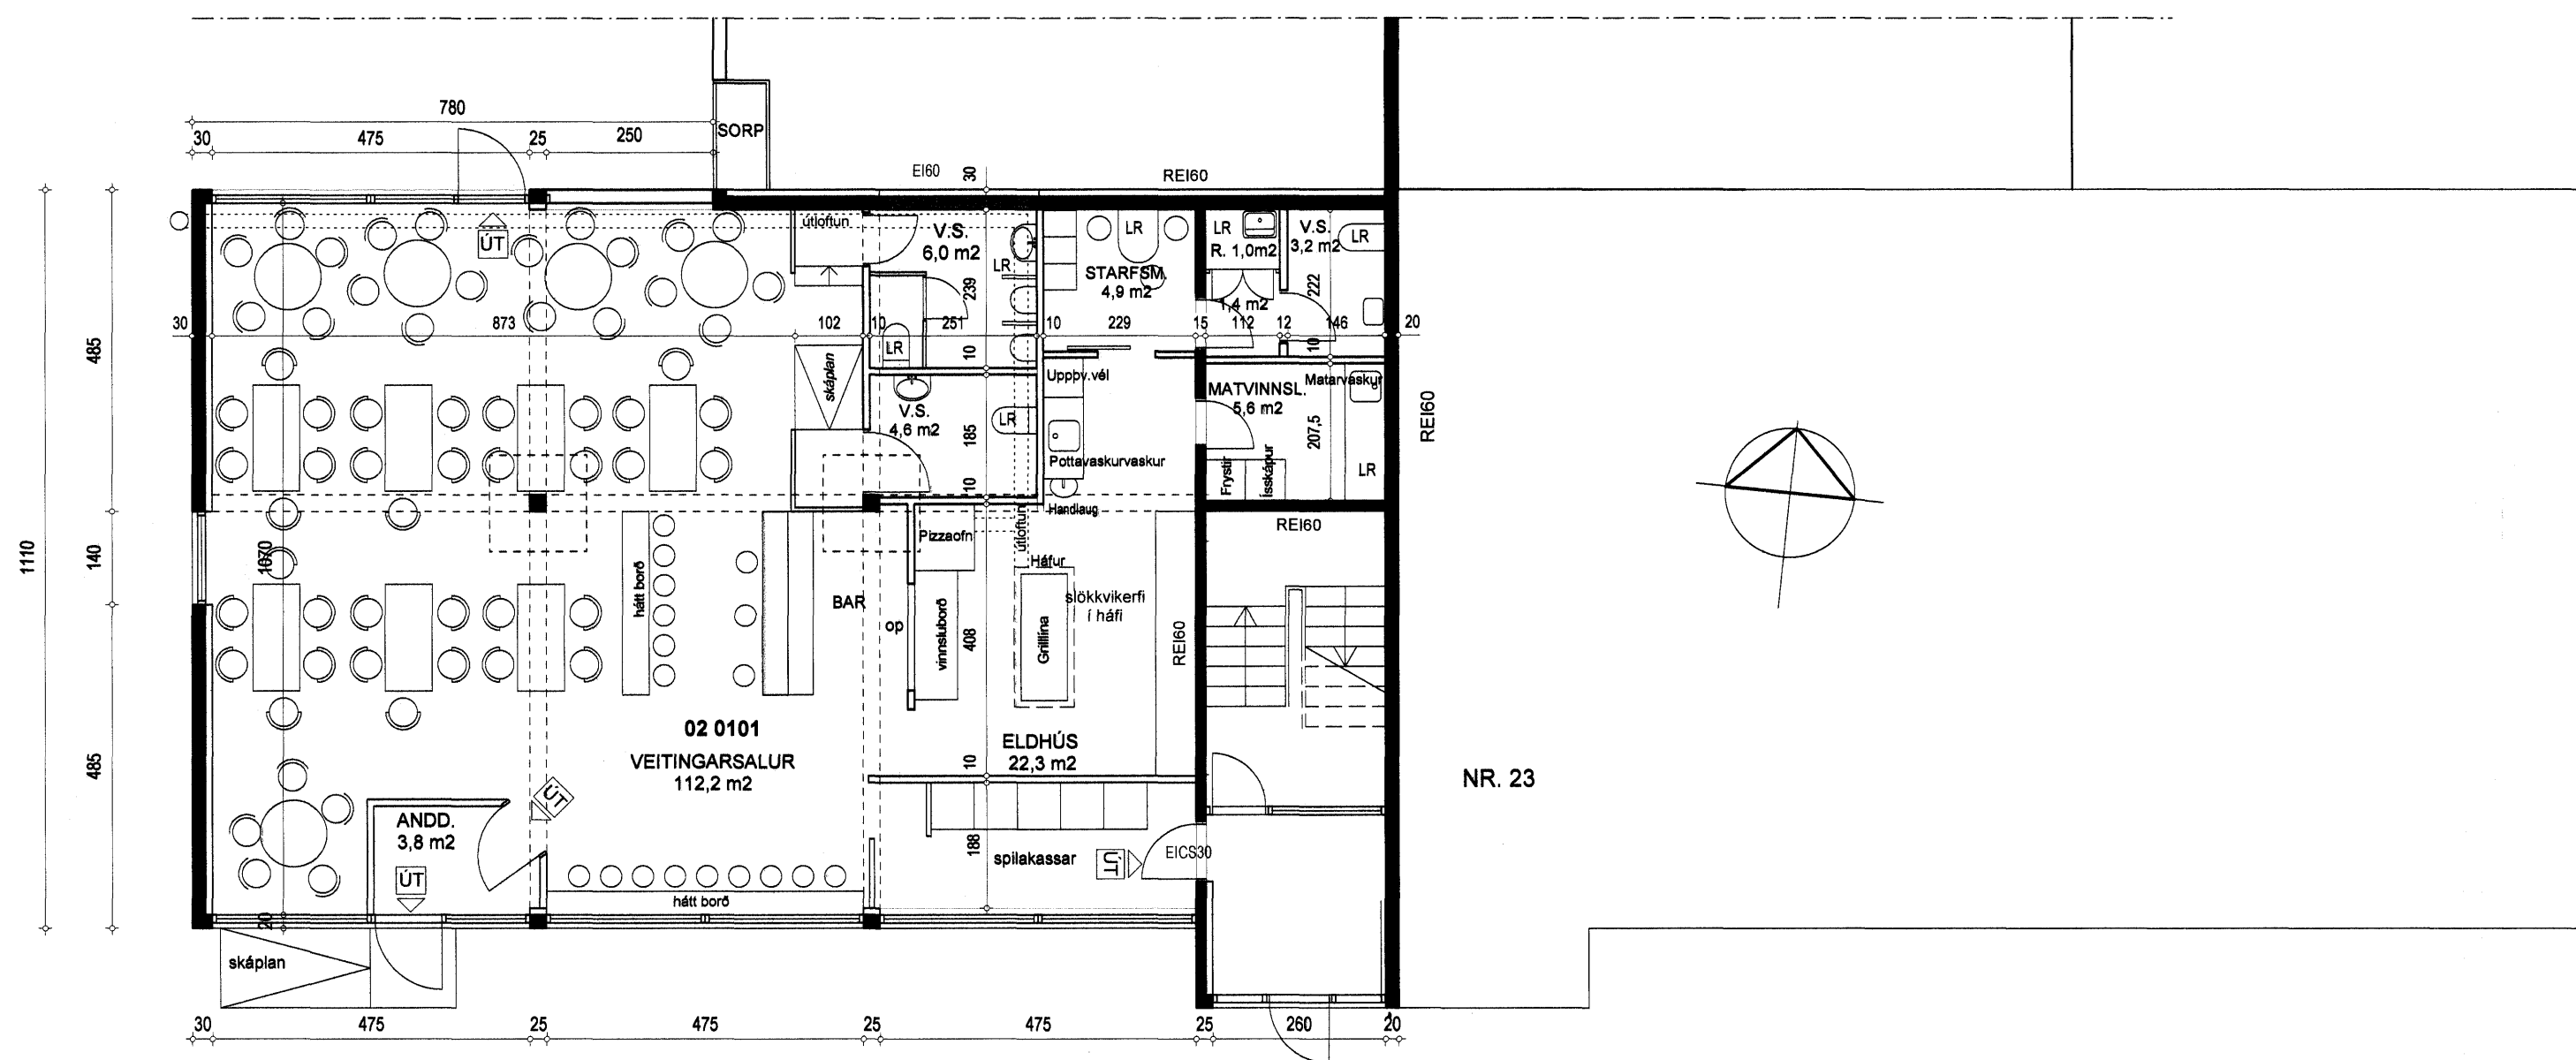 780
30
475
25
250
SORP
EI60
30
REI60
útloftun
V.S.
6,0 m2
LR
239
ÚT
LR
STARFSM.
4,9 m2
LR
R. 1,0m2
1,4 m2
V.S.
3,2 m2
LR
222
30
873
102
10
251
10
229
15
112
12
146
20
485
skáplan
LR
10
10
Uppþv.vél
MATVINNSL.
5,6 m2
Matarvaskur
REI60
V.S.
4,6 m2
LR
185
207,5
Pottavaskurvaskur
Frystir
Ísskápur
LR
10
Handlaug
REI60
1110
140
1070
Pizzaofn
útloftun
Háfur
hátt borð
BAR
op
vinnsluborð
408
Grilllína
slökkvikerfi
í háfi
REI60
02 0101
VEITINGARSALUR
112,2 m2
ELDHÚS
22,3 m2
10
NR. 23
485
ÚT
ANDD.
3,8 m2
ÚT
188
spilakassar
ÚT
EICS30
hátt borð
20
skáplan
30
475
25
475
25
475
25
260
20